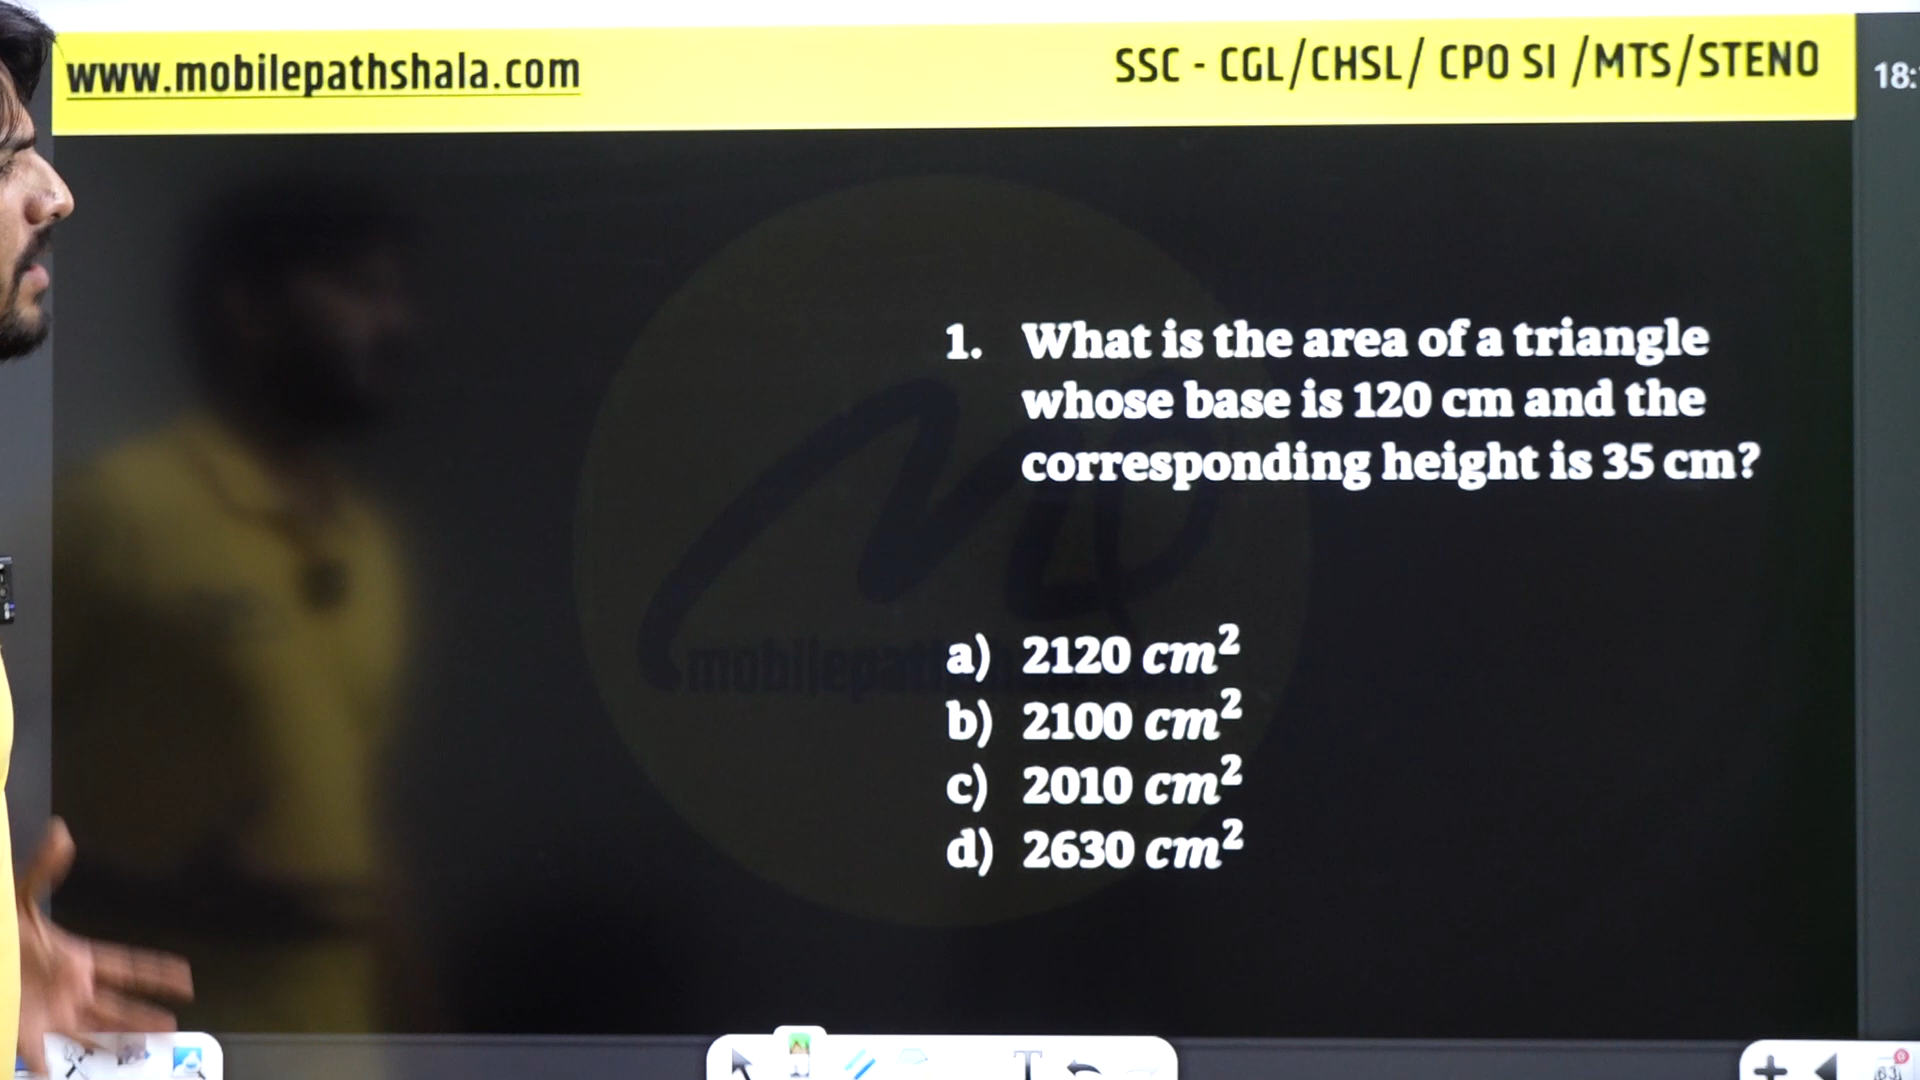 www.mobilepathshala.com
SSC - CGL/CHSL/ CPO SI /MTS/STENO
18:
1. What is the area of a triangle
whose base is 120 cm and the
corresponding height is 35 cm?
a) 2120 cm²
b) 2100 cm²
c) 2010 cm²
d) 2630 cm²
T
63